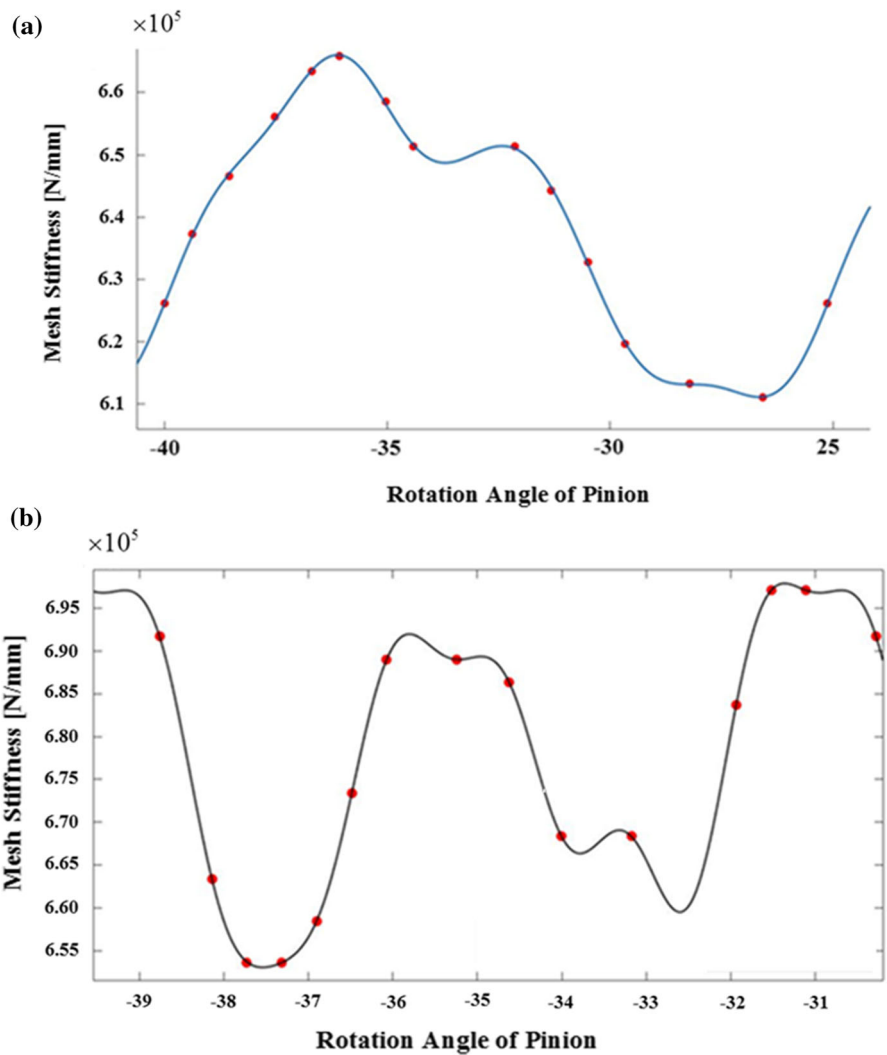 (a)
×10⁵
6.6
6.5
6.4
6.3
6.2
6.1
Mesh Stiffness [N/mm]
-40 -35 -30 25
Rotation Angle of Pinion
(b)
×10⁵
6.95
6.90
6.85
6.80
6.75
6.70
6.65
6.60
6.55
Mesh Stiffness [N/mm]
-39 -38 -37 -36 -35 -34 -33 -32 -31
Rotation Angle of Pinion